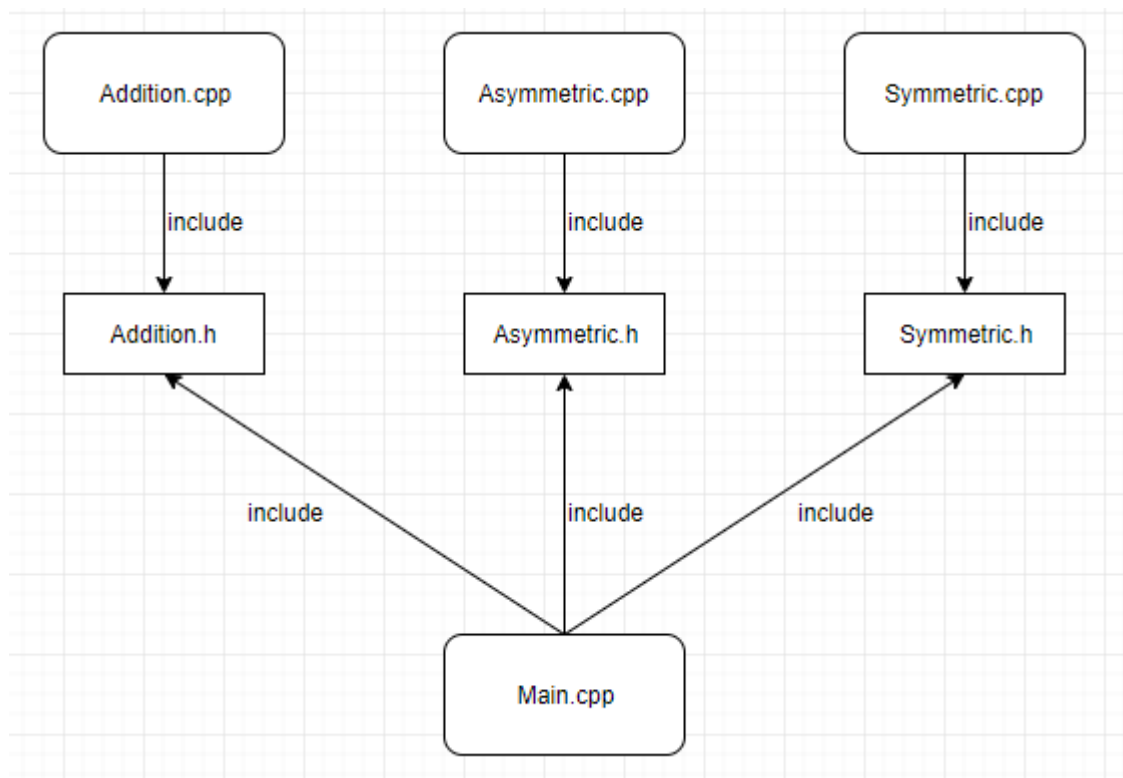 Addition.cpp
Asymmetric.cpp
Symmetric.cpp
include
include
include
Addition.h
Asymmetric.h
Symmetric.h
include
include
include
Main.cpp